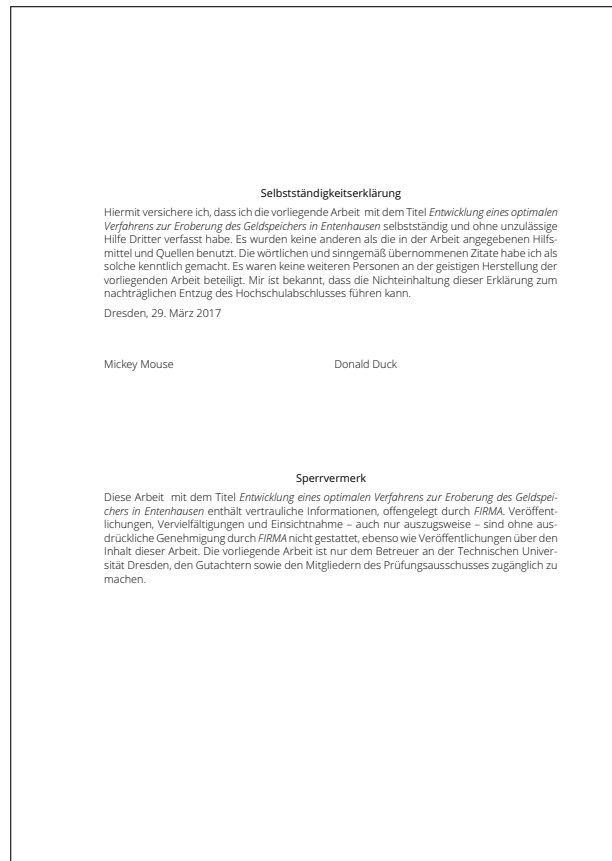 Selbstständigkeitserklärung
Hiermit versichere ich, dass ich die vorliegende Arbeit mit dem Titel Entwicklung eines optimalen
Verfahrens zur Eroberung des Geldspeichers in Entenhausen selbstständig und ohne unzulässige
Hilfe Dritter verfasst habe. Es wurden keine anderen als die in der Arbeit angegebenen Hilfs-
mittel und Quellen benutzt. Die wörtlichen und sinngemäß übernommenen Zitate habe ich als
solche kenntlich gemacht. Es waren keine weiteren Personen an der geistigen Herstellung der
vorliegenden Arbeit beteiligt. Mir ist bekannt, dass die Nichteinhaltung dieser Erklärung zum
nachträglichen Entzug des Hochschulabschlusses führen kann.
Dresden, 29. März 2017
Mickey Mouse Donald Duck
Sperrvermerk
Diese Arbeit mit dem Titel Entwicklung eines optimalen Verfahrens zur Eroberung des Geldspei-
chers in Entenhausen enthält vertrauliche Informationen, offengelegt durch FIRMA. Veröffent-
lichungen, Vervielfältigungen und Einsichtnahme – auch nur auszugsweise – sind ohne aus-
drückliche Genehmigung durch FIRMA nicht gestattet, ebenso wie Veröffentlichungen über den
Inhalt dieser Arbeit. Die vorliegende Arbeit ist nur dem Betreuer an der Technischen Univer-
sität Dresden, den Gutachtern sowie den Mitgliedern des Prüfungsausschusses zugänglich zu
machen.